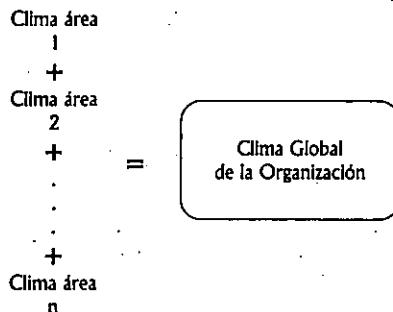 Clima área
1
+
Clima área
2
+
.
.
.
+
Clima área
n
=
Clima Global
de la Organización